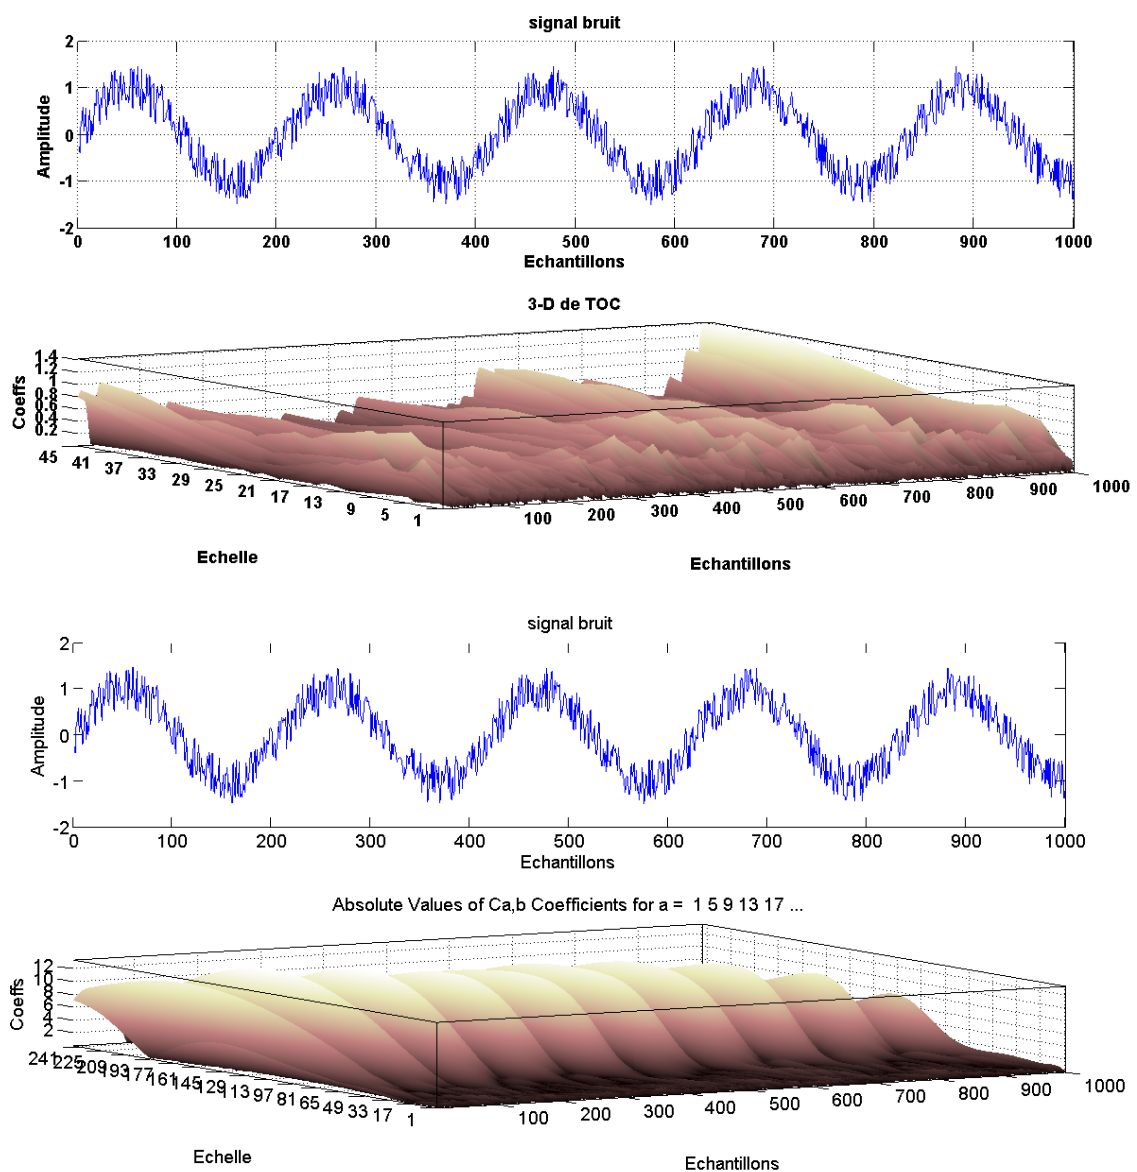 signal bruit
2
1
0
-1
-2
Amplitude
0 100 200 300 400 500 600 700 800 900 1000
Echantillons
3-D de TOC
1.4
1.2
1
0.8
0.6
0.4
0.2
Coeffs
45 41 37 33 29 25 21 17 13 9 5 1
100 200 300 400 500 600 700 800 900 1000
Echelle
Echantillons
signal bruit
2
1
0
-1
-2
Amplitude
0 100 200 300 400 500 600 700 800 900 1000
Echantillons
Absolute Values of Ca,b Coefficients for a = 1 5 9 13 17 ...
12
10
8
6
4
2
Coeffs
241 225 209 193 177 161 145 129 113 97 81 65 49 33 17 1
100 200 300 400 500 600 700 800 900 1000
Echelle
Echantillons